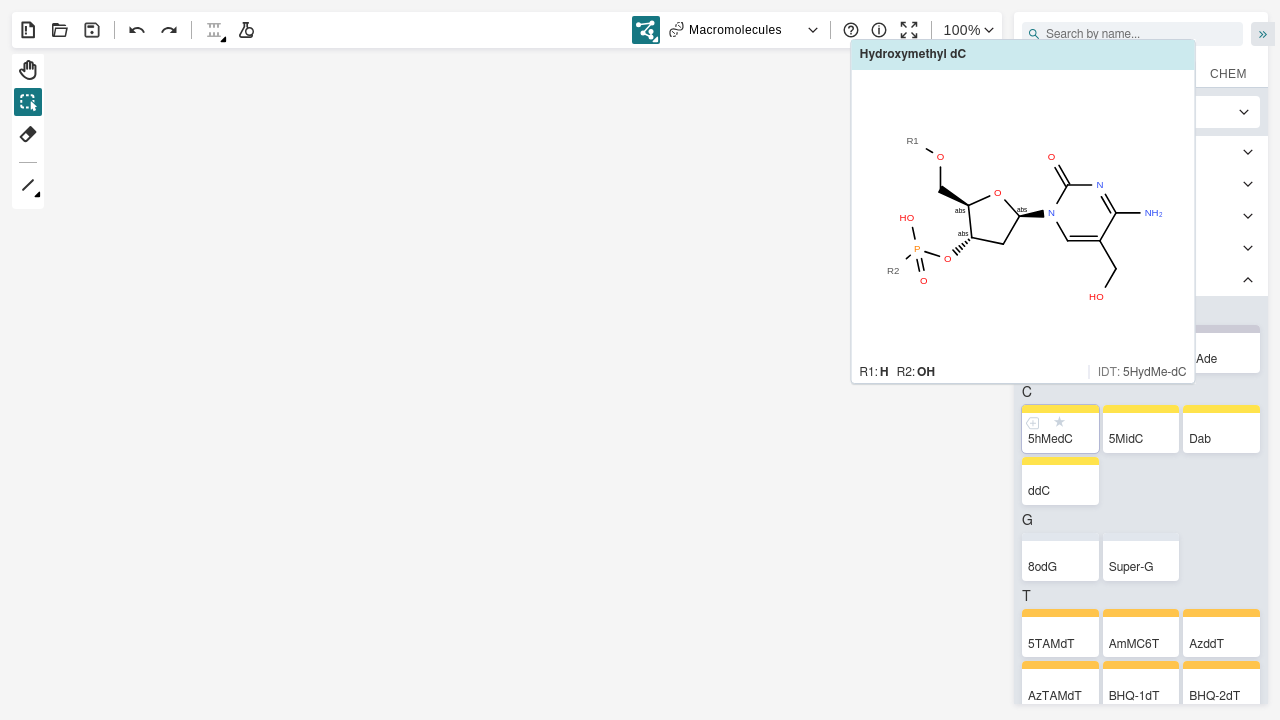 Macromolecules
100%
Search by name...
Hydroxymethyl dC
CHEM
R1
O
O
O
N
abs
abs
N
NH2
HO
abs
P
O
R2
O
HO
Ade
R1: H R2: OH
IDT: 5HydMe-dC
C
5hMedC
5MidC
Dab
ddC
G
8odG
Super-G
T
5TAMdT
AmMC6T
AzddT
AzTAMdT
BHQ-1dT
BHQ-2dT